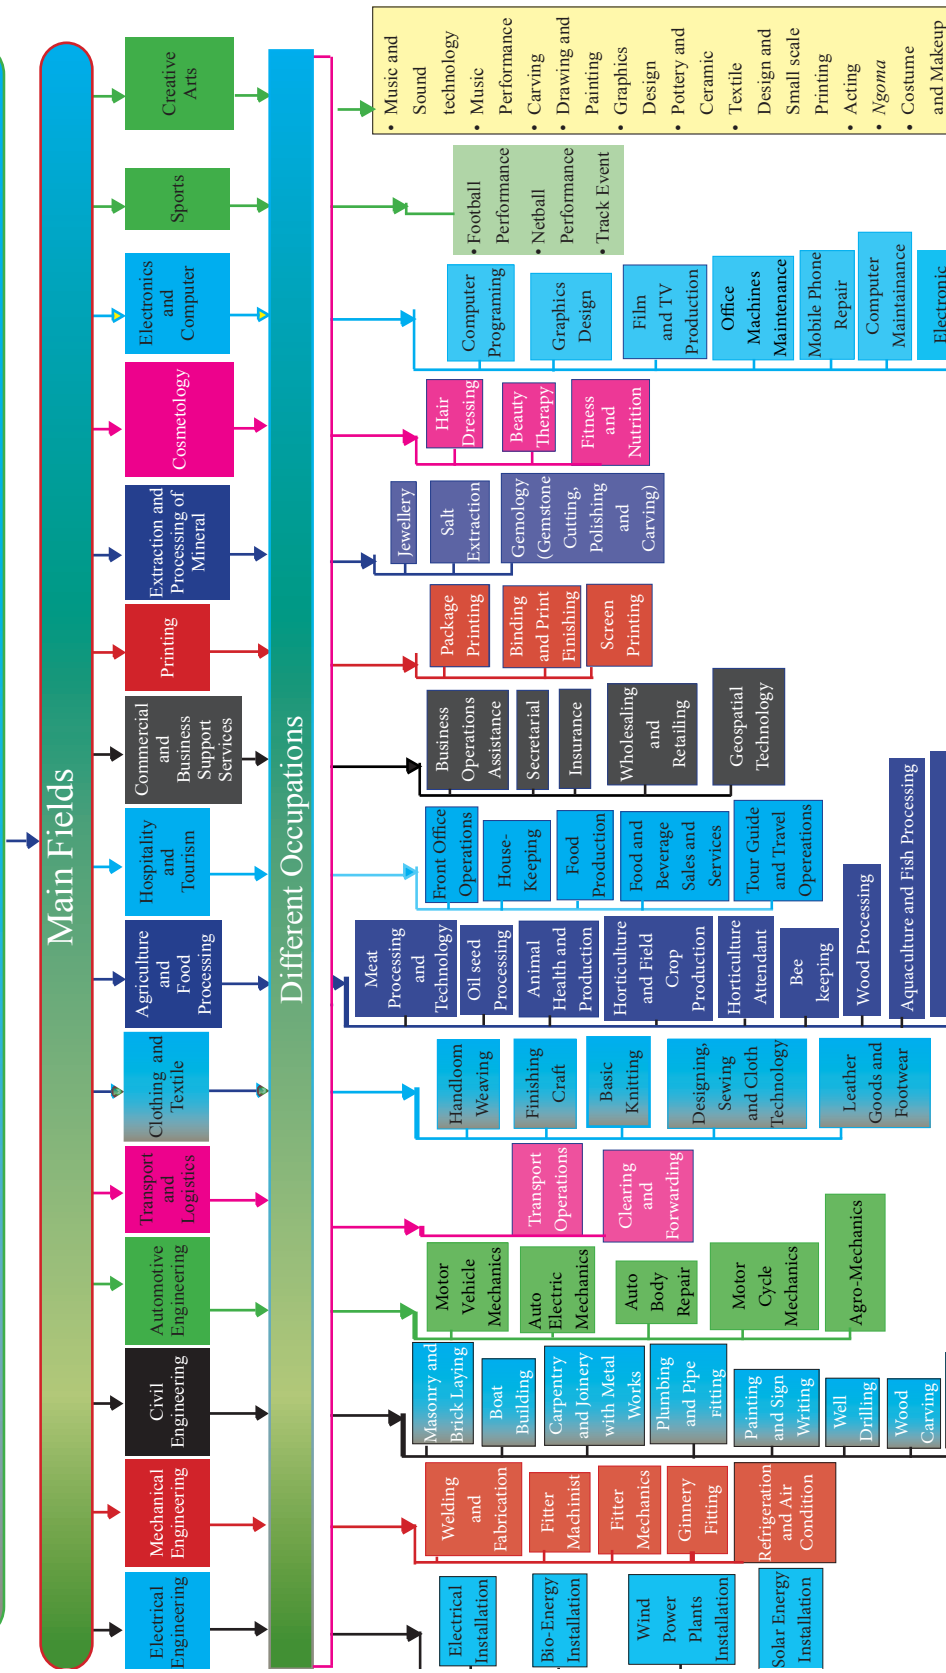 Main Fields
Electrical
Engineering
Mechanical
Engineering
Civil
Engineering
Automotive
Engineering
Transport
and
Logistics
Clothing and
Textile
Agriculture
and
Food
Processing
Hospitality
and
Tourism
Commercial
and
Business
Support
Services
Printing
Extraction and
Processing of
Mineral
Cosmetology
Electronics
and
Computer
Sports
Creative
Arts
Different Occupations
Electrical
Installation
Bio-Energy
Installation
Wind
Power
Plants
Installation
Solar Energy
Installation
Welding
and
Fabrication
Fitter
Machinist
Fitter
Mechanics
Ginnery
Fitting
Refrigeration
and Air
Condition
Masonry and
Brick Laying
Boat
Building
Carpentry
and Joinery
with Metal
Works
Plumbing
and Pipe
Fitting
Painting
and Sign
Writing
Well
Drilling
Wood
Carving
Motor
Vehicle
Mechanics
Auto
Electric
Mechanics
Auto
Body
Repair
Motor
Cycle
Mechanics
Agro-Mechanics
Transport
Operations
Clearing
and
Forwarding
Handloom
Weaving
Finishing
Craft
Basic
Knitting
Designing,
Sewing
and Cloth
Technology
Leather
Goods and
Footwear
Meat
Processing
and
Technology
Oil seed
Processing
Animal
Health and
Production
Horticulture
and Field
Crop
Production
Horticulture
Attendant
Bee
keeping
Wood Processing
Aquaculture and Fish Processing
Front Office
Operations
House-
Keeping
Food
Production
Food and
Beverage
Sales and
Services
Tour Guide
and Travel
Opereations
Business
Operations
Assistance
Secretarial
Insurance
Wholesaling
and
Retailing
Geospatial
Technology
Package
Printing
Binding
and Print
Finishing
Screen
Printing
Jewellery
Salt
Extraction
Gemology
(Gemstone
Cutting,
Polishing
and
Carving)
Hair
Dressing
Beauty
Therapy
Fitness
and
Nutrition
Computer
Programing
Graphics
Design
Film
and TV
Production
Office
Machines
Maintenance
Mobile Phone
Repair
Computer
Maintainance
Electronic
• Football
Performance
• Netball
Performance
• Track Event
• Music and
Sound
technology
• Music
Performance
• Carving
• Drawing and
Painting
• Graphics
Design
• Pottery and
Ceramic
• Textile
Design and
Small scale
Printing
• Acting
• Ngoma
• Costume
and Makeup